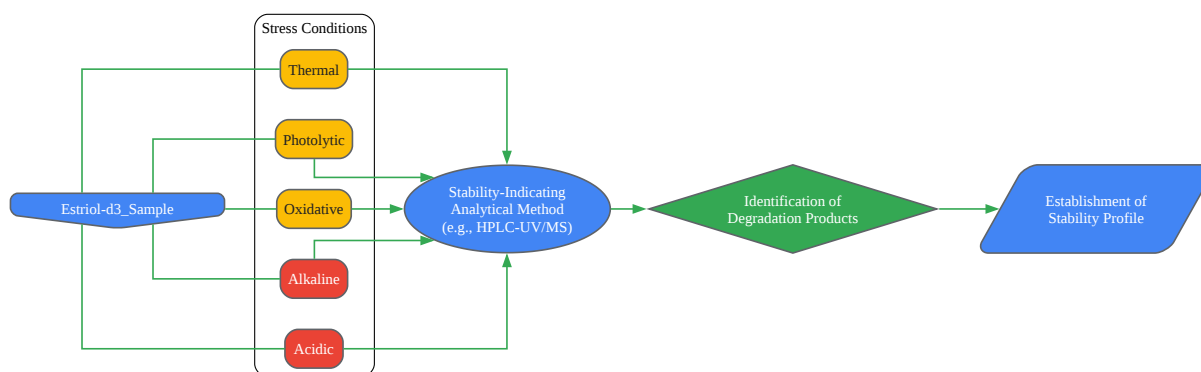 Stress Conditions
Thermal
Photolytic
Estriol-d3_Sample
Oxidative
Alkaline
Acidic
Stability-Indicating
Analytical Method
(e.g., HPLC-UV/MS)
Identification of
Degradation Products
Establishment of
Stability Profile